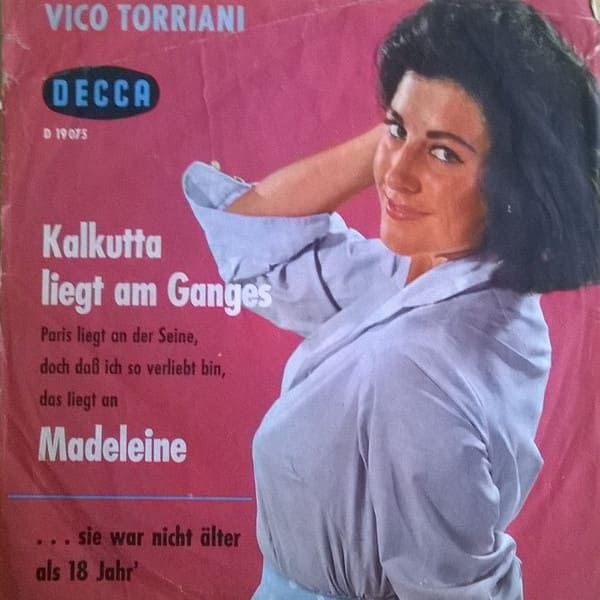 VICO TORRIANI
DECCA
D 19075
Kalkutta
liegt am Ganges
Paris liegt an der Seine,
doch daß ich so verliebt bin,
das liegt an
Madeleine
... sie war nicht älter
als 18 Jahr'